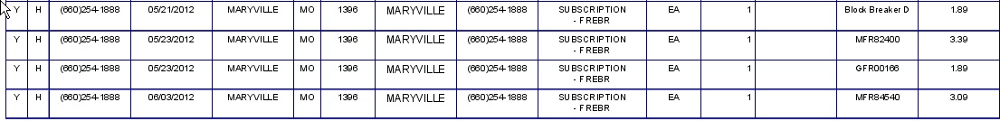 Y H (660)254-1888 05/21/2012 MARYVILLE MO 1396 MARYVILLE (660)254-1888 SUBSCRIPTION EA 1 Block Breaker D 1.89
- FREBR
Y H (660)254-1888 05/23/2012 MARYVILLE MO 1396 MARYVILLE (660)254-1888 SUBSCRIPTION EA 1 MFR82400 3.39
- FREBR
Y H (660)254-1888 05/23/2012 MARYVILLE MO 1396 MARYVILLE (660)254-1888 SUBSCRIPTION EA 1 GFR00166 1.89
- FREBR
Y H (660)254-1888 06/03/2012 MARYVILLE MO 1396 MARYVILLE (660)254-1888 SUBSCRIPTION EA 1 MFR84540 3.09
- FREBR